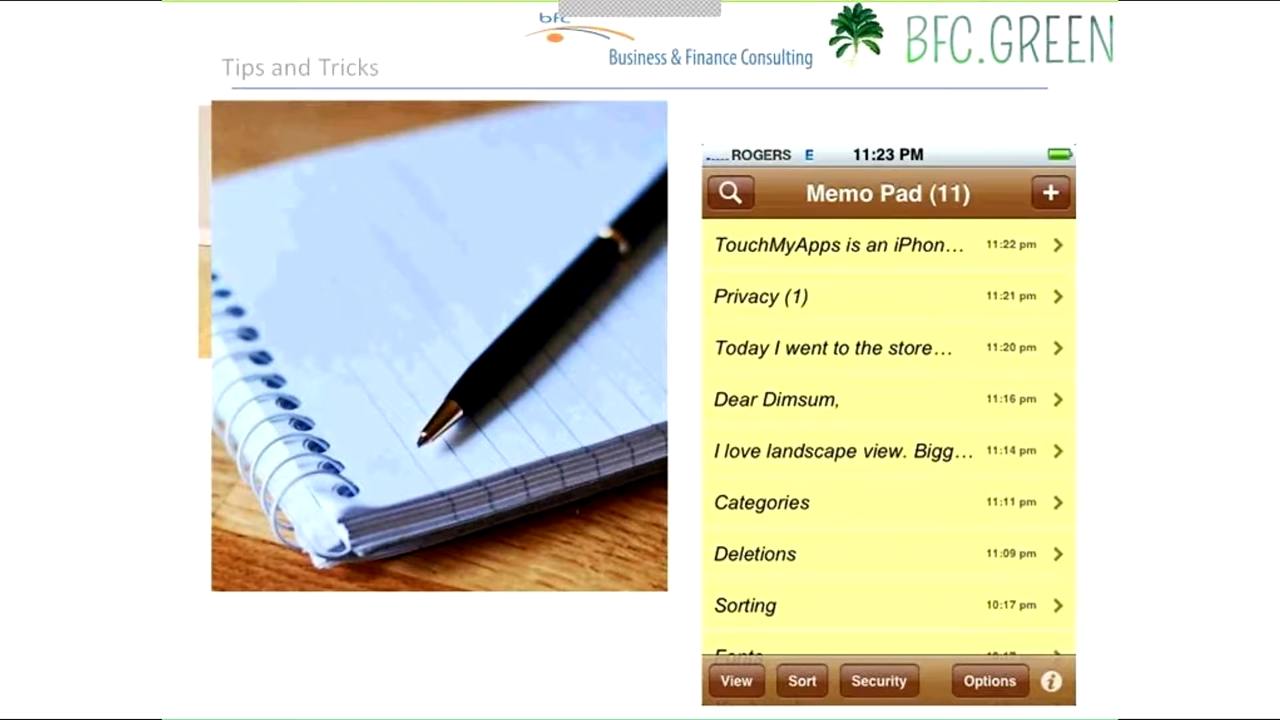 bfc
Business & Finance Consulting
BFC.GREEN
Tips and Tricks
ROGERS E 11:23 PM
Memo Pad (11) +
TouchMyApps is an iPhon... 11:22 pm
Privacy (1) 11:21 pm
Today I went to the store... 11:20 pm
Dear Dimsum, 11:16 pm
I love landscape view. Bigg... 11:14 pm
Categories 11:11 pm
Deletions 11:09 pm
Sorting 10:17 pm
Fonts
View Sort Security Options i